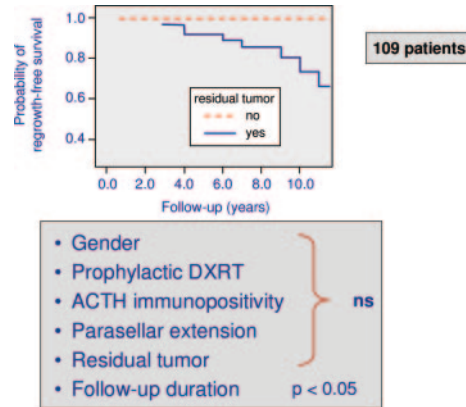 Probability of
regrowth-free survival
1.0
0.8
0.6
0.4
residual tumor
no
yes
0.0 2.0 4.0 6.0 8.0 10.0
Follow-up (years)
109 patients
• Gender
• Prophylactic DXRT
• ACTH immunopositivity
• Parasellar extension
• Residual tumor
ns
• Follow-up duration p < 0.05